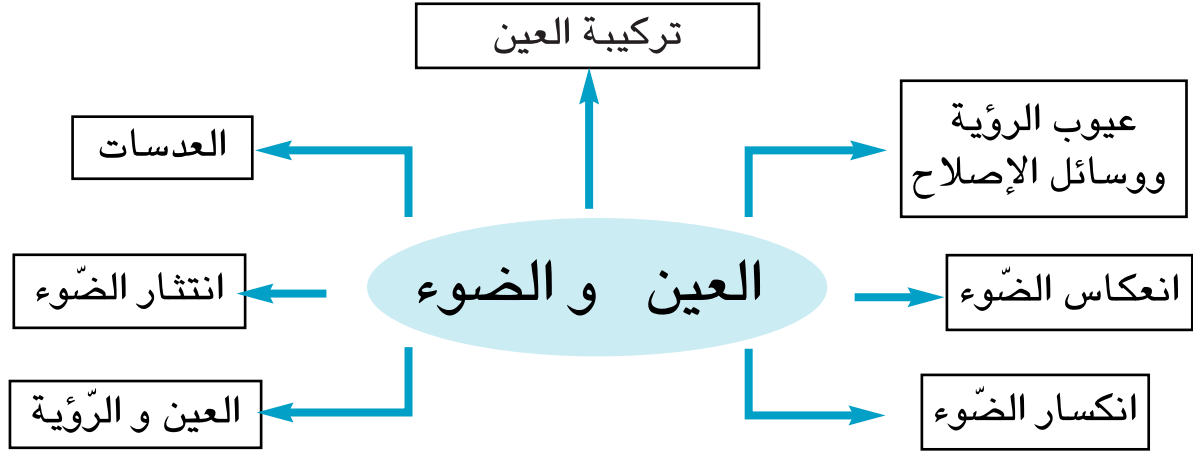 تركيبة العين
عيوب الرؤية
ووسائل الإصلاح
العدسات
العين و الضوء
انعكاس الضّوء
انتثار الضّوء
انكسار الضّوء
العين و الرّؤية